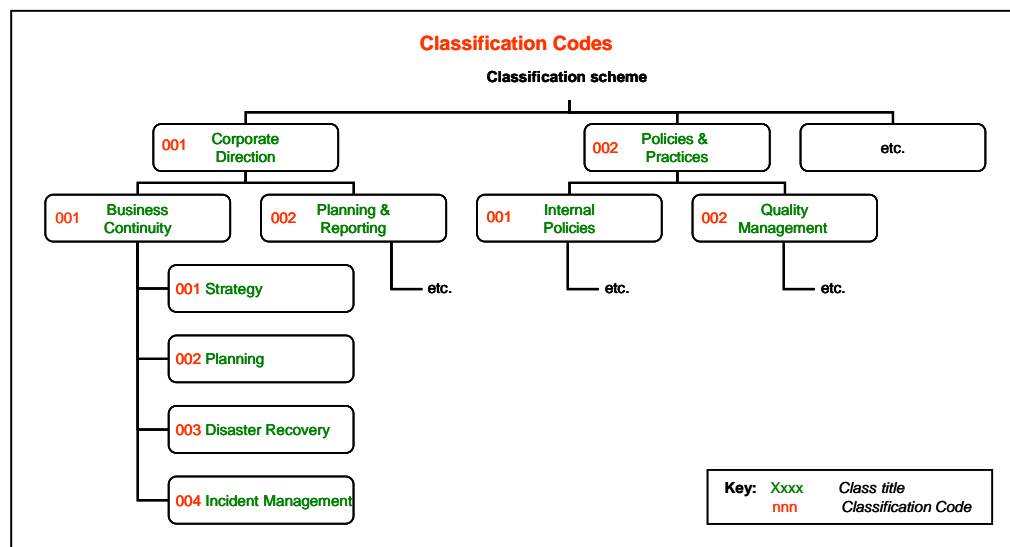 Classification Codes
Classification scheme
001 Corporate
Direction
002 Policies &
Practices
etc.
001 Business
Continuity
002 Planning &
Reporting
001 Internal
Policies
002 Quality
Management
001 Strategy
etc.
etc.
etc.
002 Planning
003 Disaster Recovery
004 Incident Management
Key: Xxxx Class title
nnn Classification Code